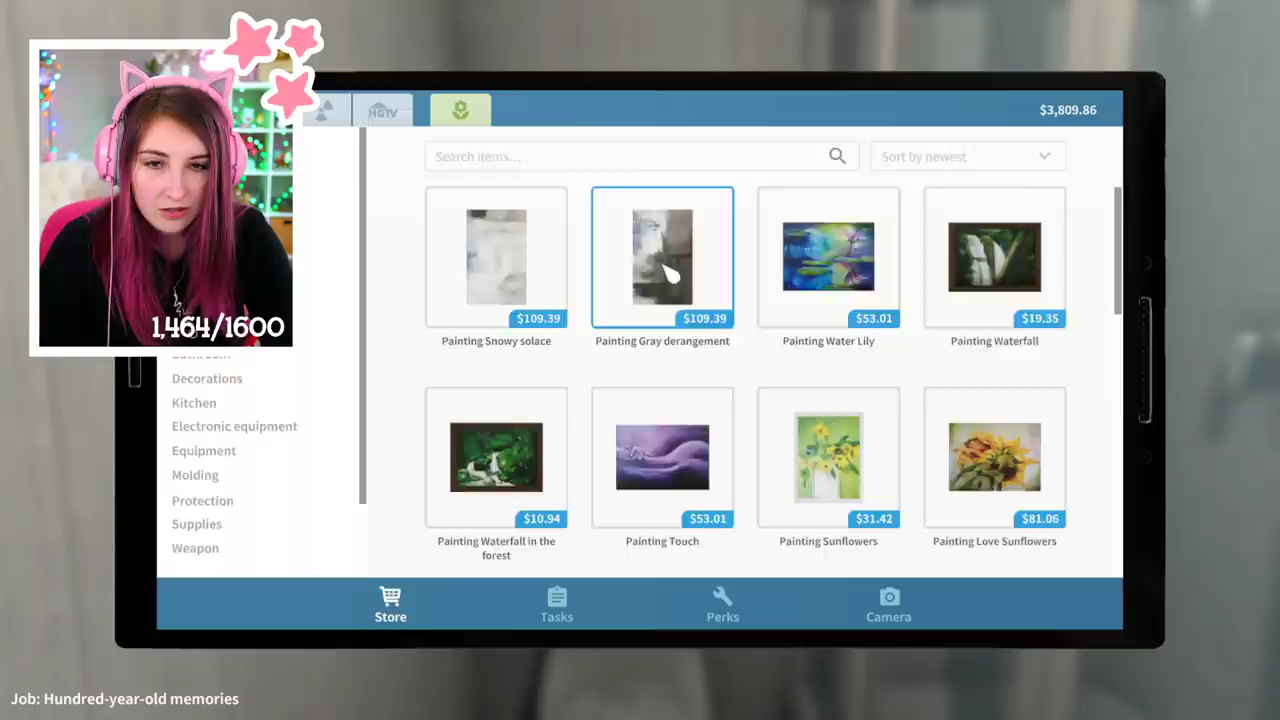 HGTV
$3,809.86
Search items...
Sort by newest
1,464/1600
$109.39
$109.39
$53.01
$19.35
Painting Snowy solace
Painting Gray derangement
Painting Water Lily
Painting Waterfall
Decorations
Kitchen
Electronic equipment
Equipment
Molding
Protection
Supplies
Weapon
$10.94
$53.01
$31.42
$81.06
Painting Waterfall in the
forest
Painting Touch
Painting Sunflowers
Painting Love Sunflowers
Store
Tasks
Perks
Camera
Job: Hundred-year-old memories